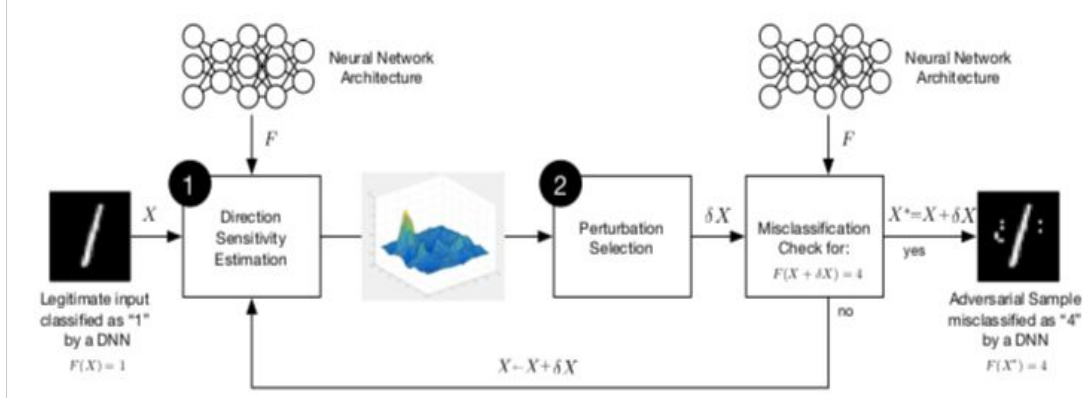 Neural Network
Architecture
F
Neural Network
Architecture
F
X
1
Direction
Sensitivity
Estimation
2
Perturbation
Selection
δX
Misclassification
Check for:
F(X + δX) = 4
X*=X+δX
yes
no
Legitimate input
classified as “1”
by a DNN
F(X) = 1
Adversarial Sample
misclassified as “4”
by a DNN
F(X*) = 4
X←X+δX